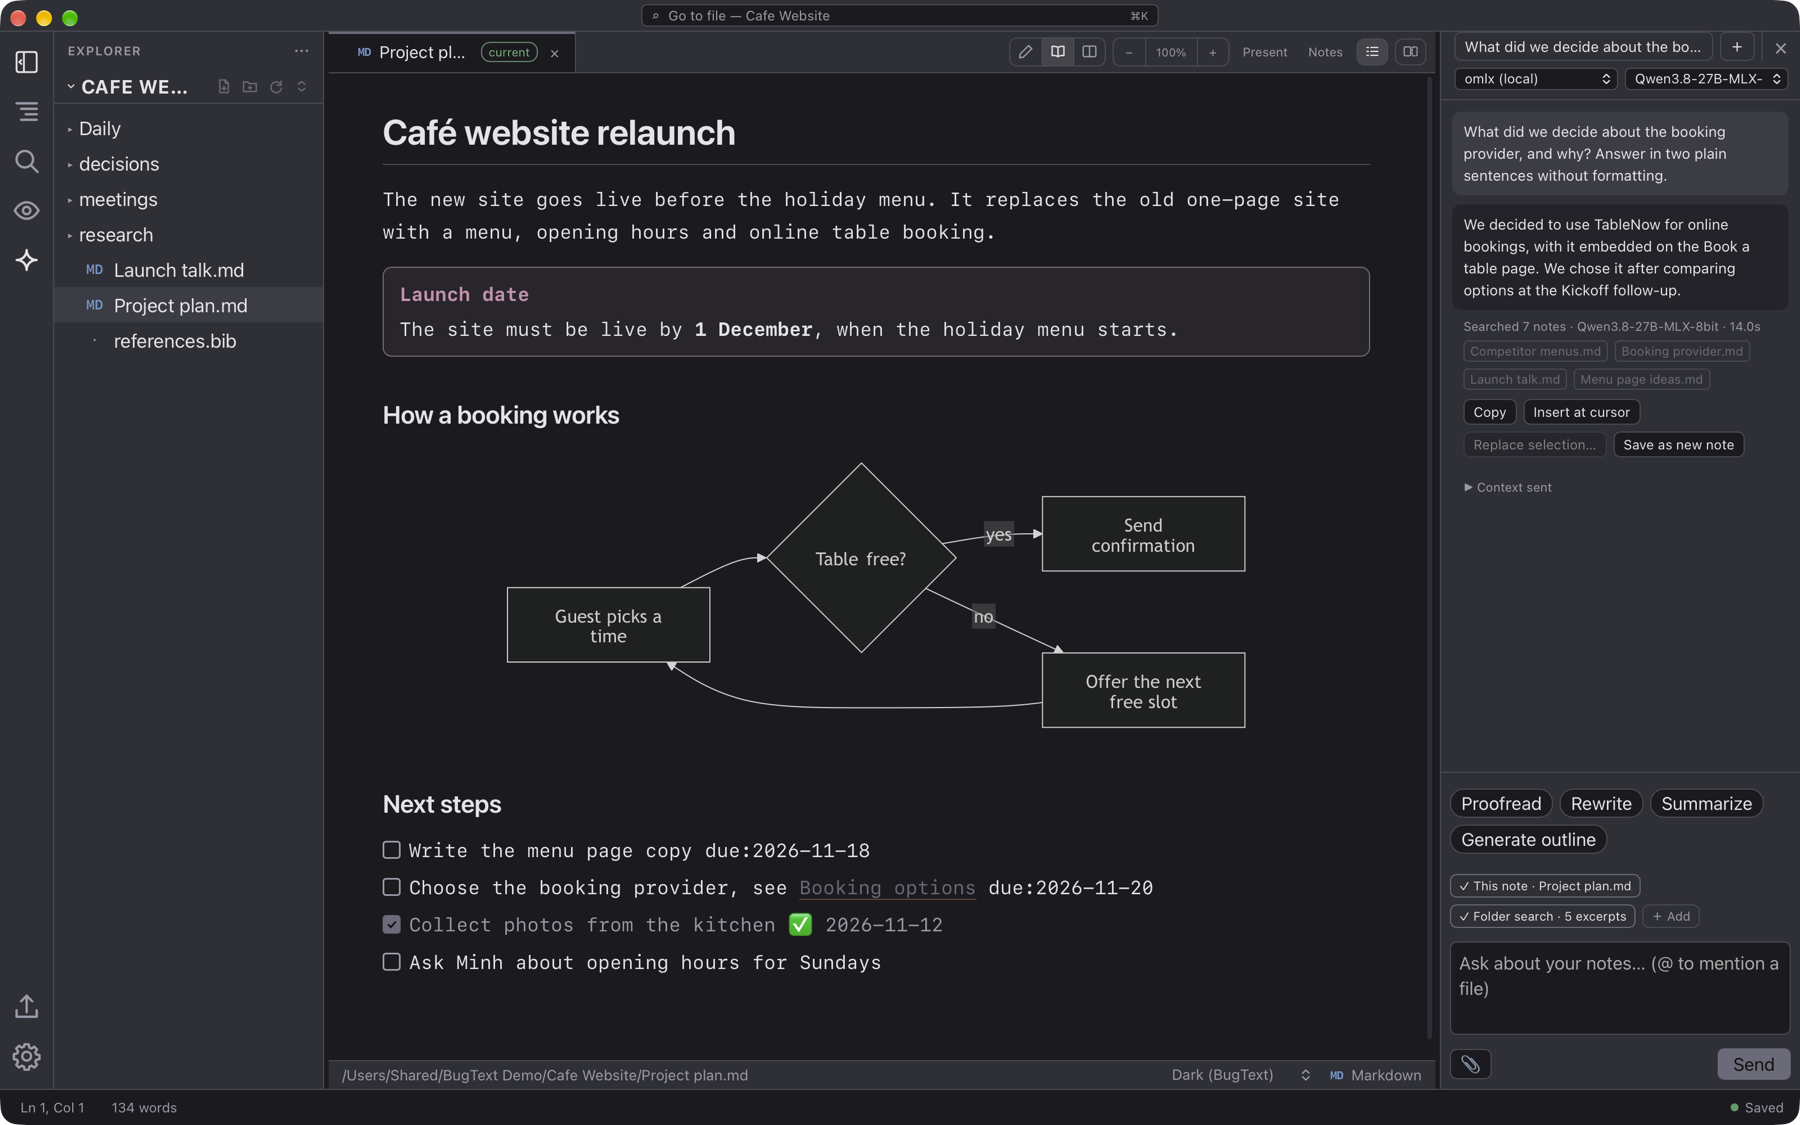 Go to file — Cafe Website
⌘K
EXPLORER
CAFE WE...
Daily
decisions
meetings
research
MD Launch talk.md
MD Project plan.md
references.bib
MD Project pl... current
100%
Present
Notes
Café website relaunch
The new site goes live before the holiday menu. It replaces the old one-page site
with a menu, opening hours and online table booking.
Launch date
The site must be live by 1 December, when the holiday menu starts.
How a booking works
Guest picks a
time
Table free?
yes
no
Send
confirmation
Offer the next
free slot
Next steps
Write the menu page copy due:2026-11-18
Choose the booking provider, see Booking options due:2026-11-20
Collect photos from the kitchen ✅ 2026-11-12
Ask Minh about opening hours for Sundays
/Users/Shared/BugText Demo/Cafe Website/Project plan.md
Dark (BugText)
MD Markdown
Ln 1, Col 1
134 words
What did we decide about the bo...
omlx (local)
Qwen3.8-27B-MLX-
What did we decide about the booking
provider, and why? Answer in two plain
sentences without formatting.
We decided to use TableNow for online
bookings, with it embedded on the Book a
table page. We chose it after comparing
options at the Kickoff follow-up.
Searched 7 notes · Qwen3.8-27B-MLX-8bit · 14.0s
Competitor menus.md
Booking provider.md
Launch talk.md
Menu page ideas.md
Copy
Insert at cursor
Replace selection...
Save as new note
Context sent
Proofread
Rewrite
Summarize
Generate outline
✓ This note · Project plan.md
✓ Folder search · 5 excerpts
+ Add
Ask about your notes... (@ to mention a
file)
Send
Saved